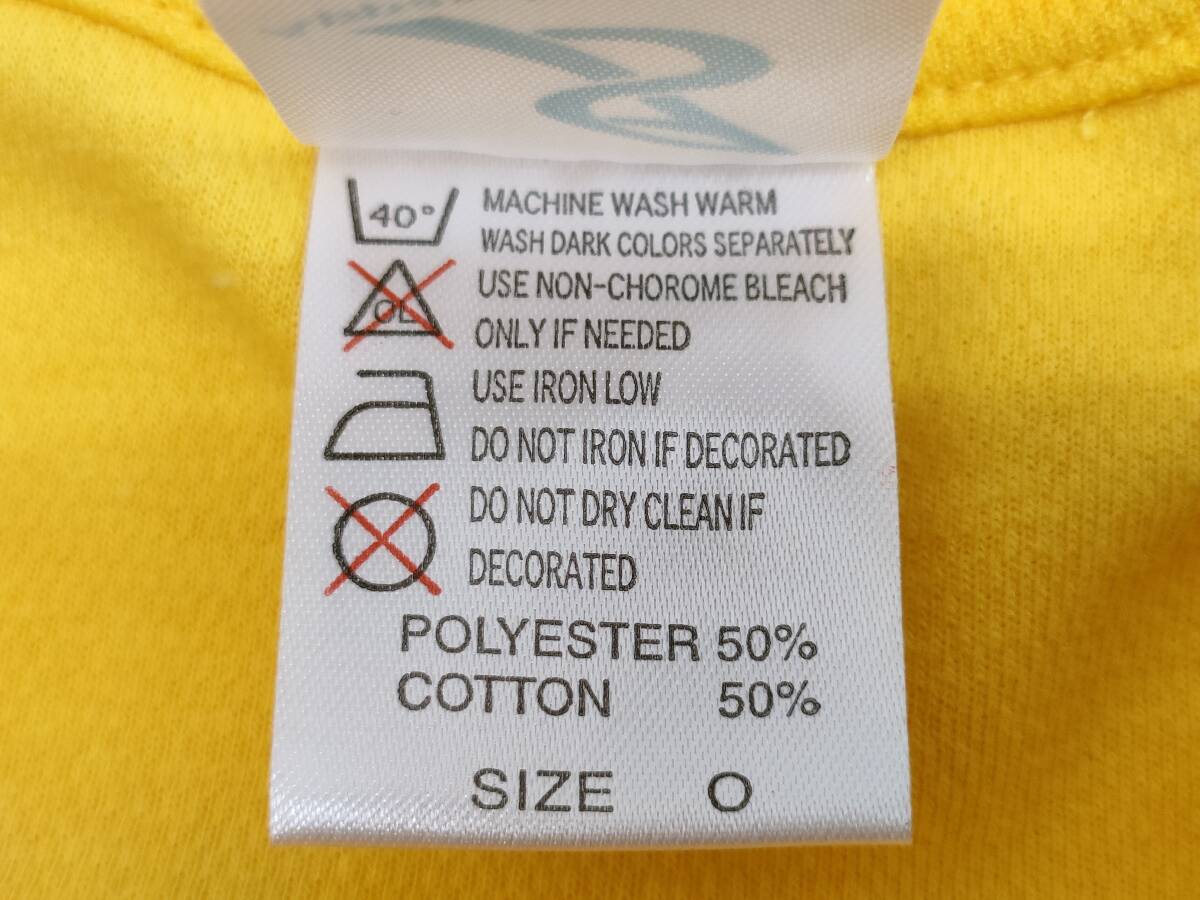 40°
MACHINE WASH WARM
WASH DARK COLORS SEPARATELY
CL
USE NON-CHOROME BLEACH
ONLY IF NEEDED
USE IRON LOW
DO NOT IRON IF DECORATED
DO NOT DRY CLEAN IF
DECORATED
POLYESTER 50%
COTTON 50%
SIZE O